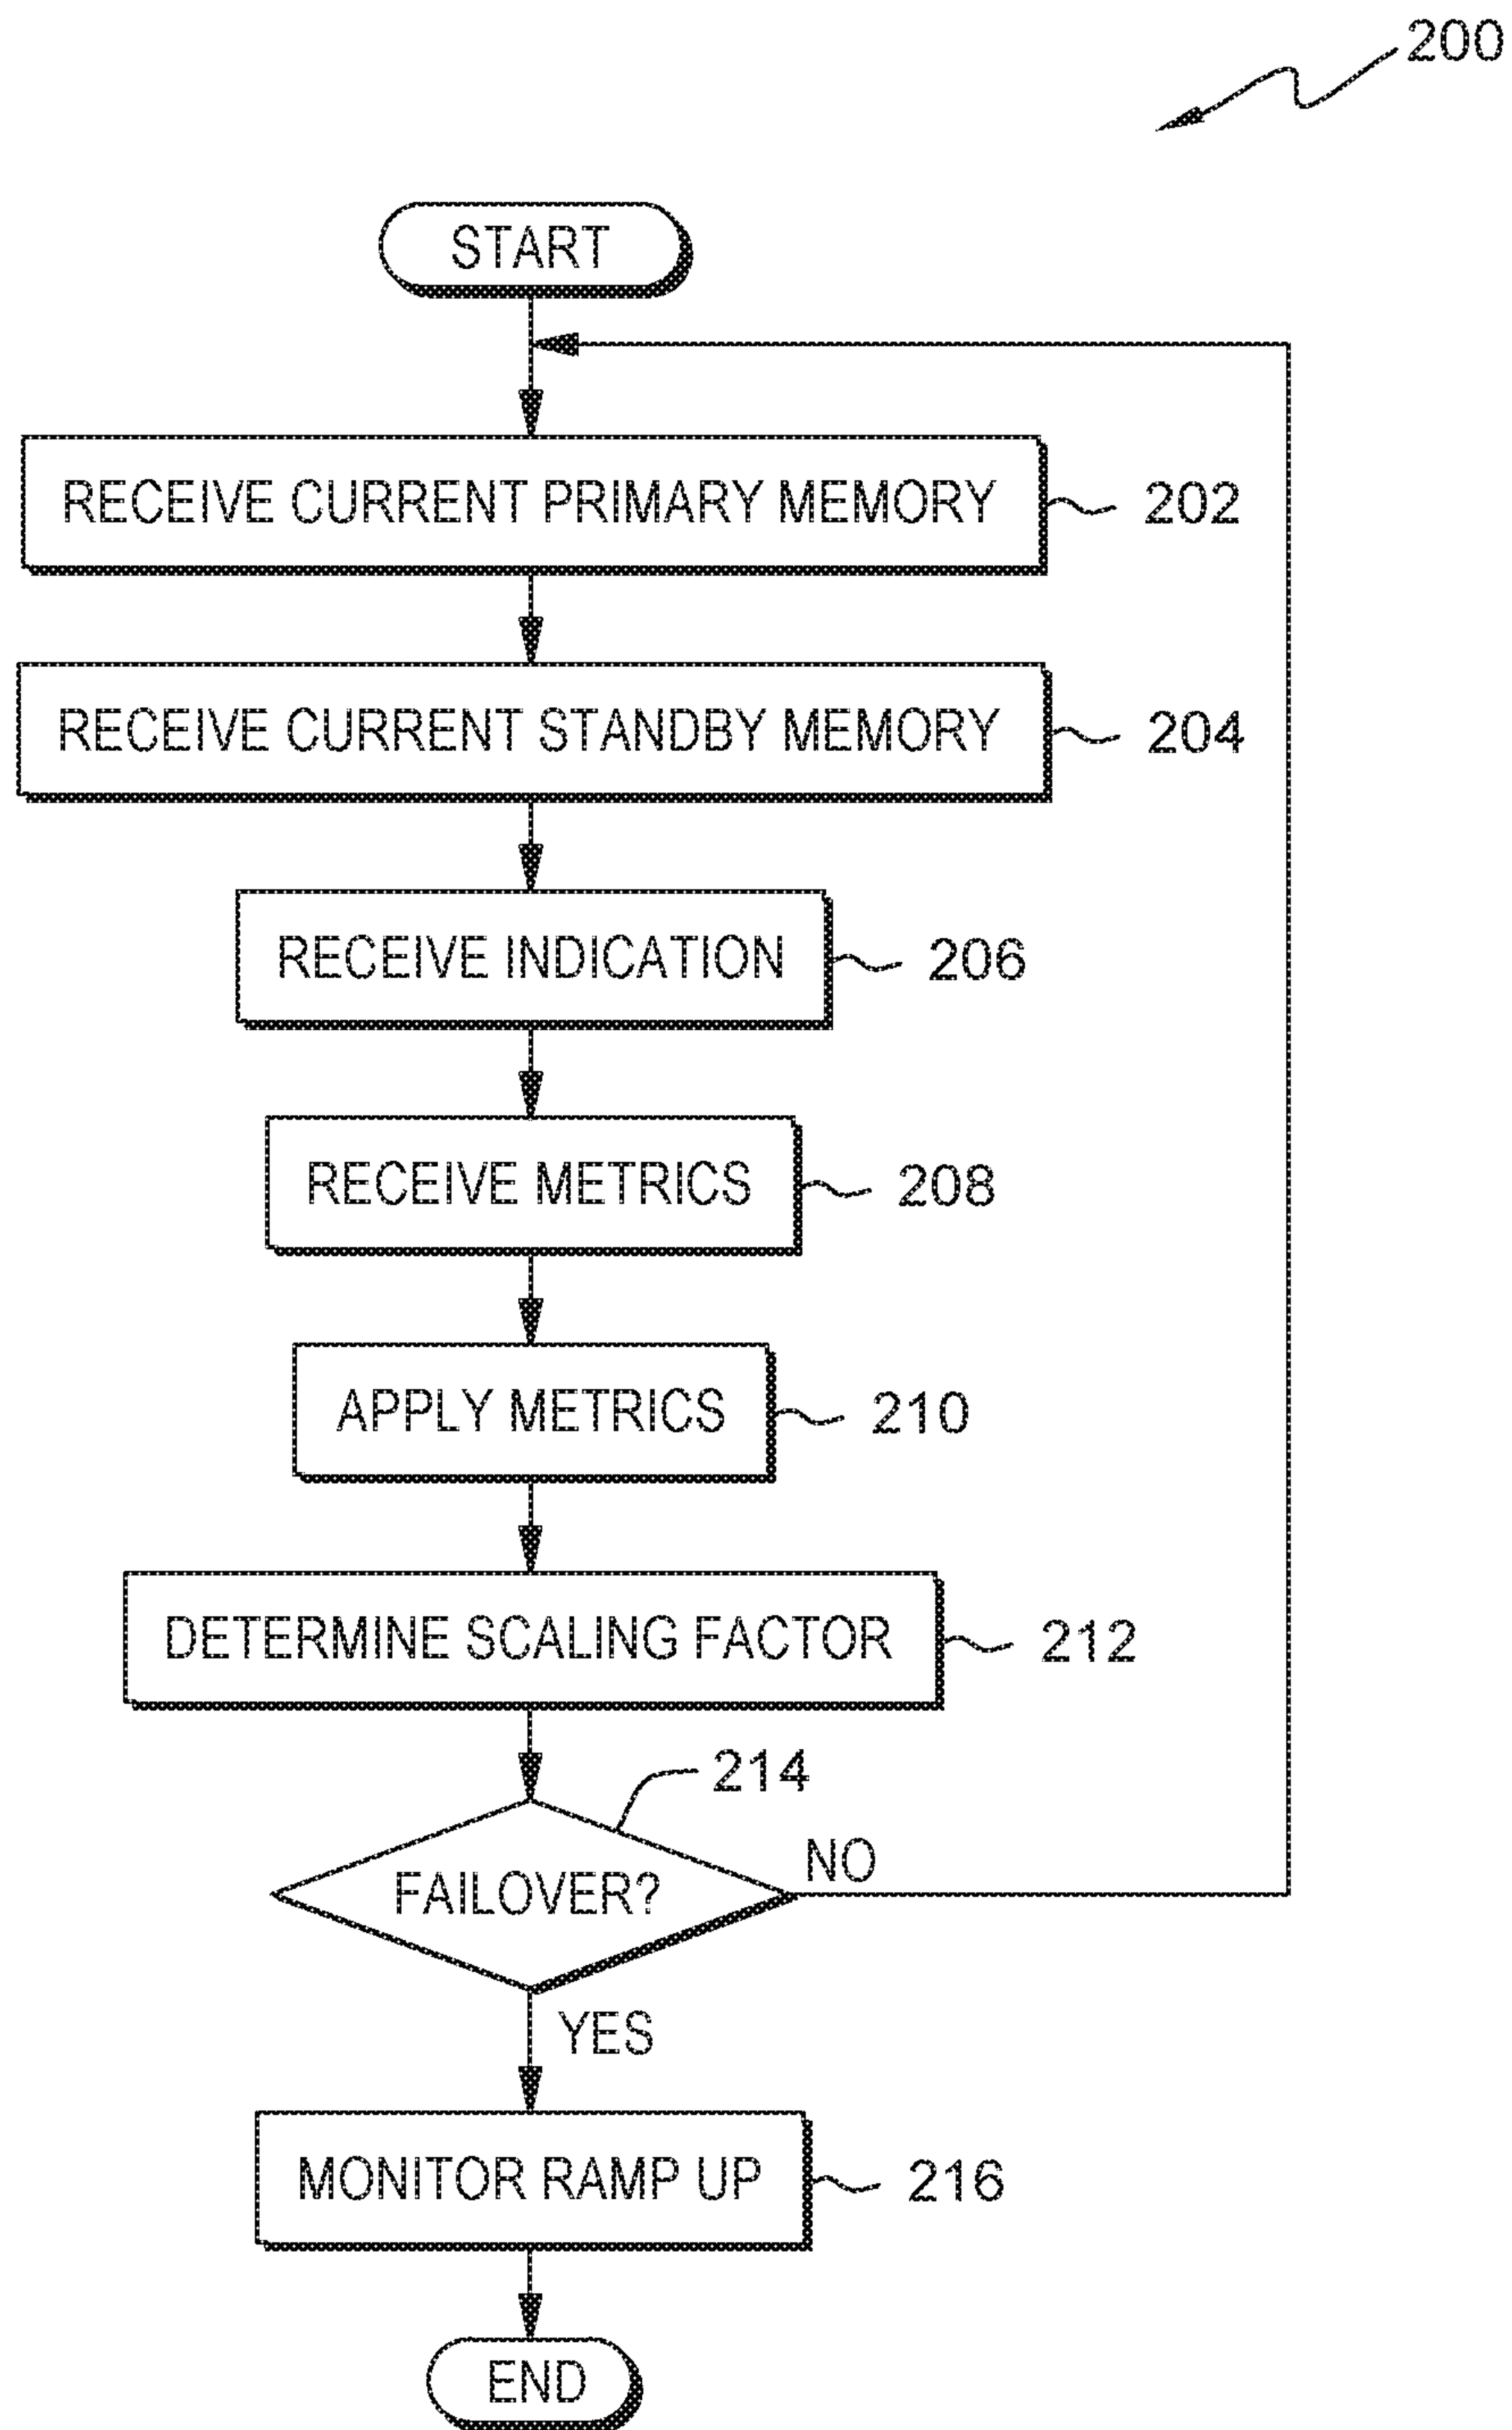 200
START
RECEIVE CURRENT PRIMARY MEMORY
202
RECEIVE CURRENT STANDBY MEMORY
204
RECEIVE INDICATION
206
RECEIVE METRICS
208
APPLY METRICS
210
DETERMINE SCALING FACTOR
212
214
FAILOVER?
NO
YES
MONITOR RAMP UP
216
END